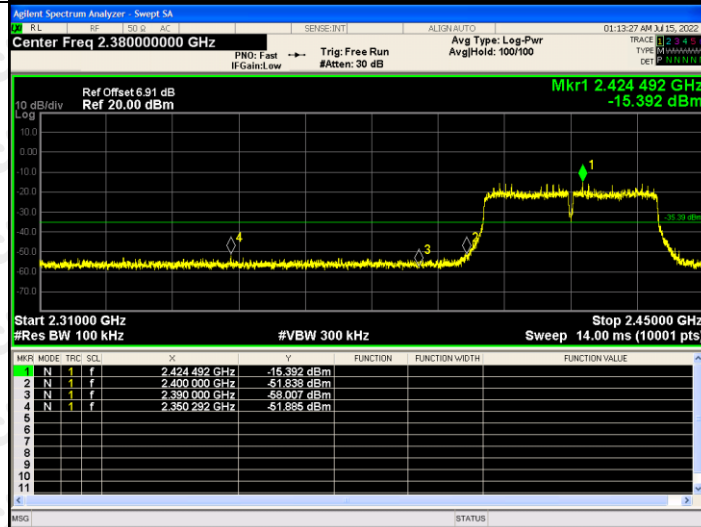 Agilent Spectrum Analyzer - Swept SA
RL RF 50 Ω AC SENSE:INT ALIGN AUTO 01:13:27 AM Jul 15, 2022
Center Freq 2.380000000 GHz
PNO: Fast Trig: Free Run Avg Type: Log-Pwr TRACE 1 2 3 4 5
IFGain:Low #Atten: 30 dB Avg|Hold: 100/100 TYPE M
DET P N N N N
Mkr1 2.424 492 GHz
-15.392 dBm
Ref Offset 6.91 dB
10 dB/div Ref 20.00 dBm
Log
10.0
0.00
-10.0
-20.0
-30.0
-40.0
-50.0
-60.0
-70.0
1
2
3
4
-35.39 dBm
Start 2.31000 GHz Stop 2.45000 GHz
#Res BW 100 kHz #VBW 300 kHz Sweep 14.00 ms (10001 pts)
MKR MODE TRC SCL X Y FUNCTION FUNCTION WIDTH FUNCTION VALUE
1 N 1 f 2.424 492 GHz -15.392 dBm
2 N 1 f 2.400 000 GHz -51.838 dBm
3 N 1 f 2.390 000 GHz -58.007 dBm
4 N 1 f 2.350 292 GHz -51.885 dBm
5
6
7
8
9
10
11
MSG STATUS